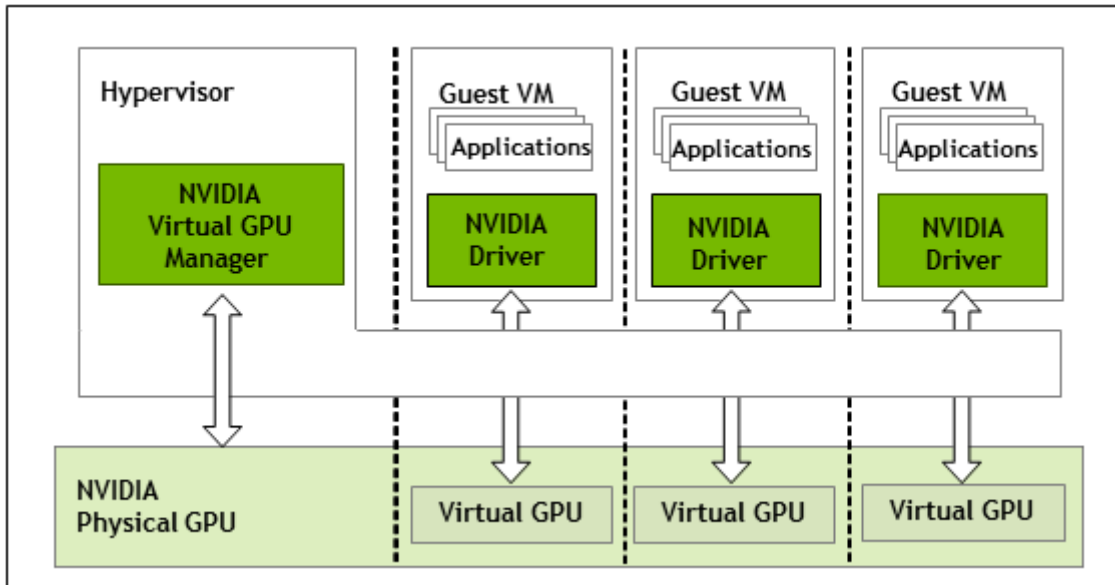 Hypervisor
NVIDIA
Virtual GPU
Manager
Guest VM
Applications
NVIDIA
Driver
Guest VM
Applications
NVIDIA
Driver
Guest VM
Applications
NVIDIA
Driver
NVIDIA
Physical GPU
Virtual GPU
Virtual GPU
Virtual GPU